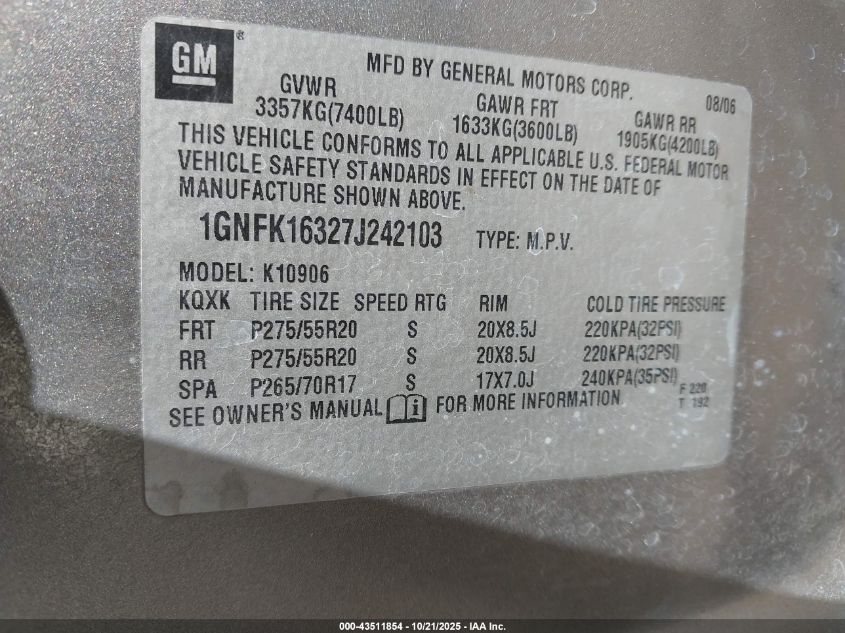 GM®
MFD BY GENERAL MOTORS CORP. 08/06
GVWR GAWR FRT GAWR RR
3357KG(7400LB) 1633KG(3600LB) 1905KG(4200LB)
THIS VEHICLE CONFORMS TO ALL APPLICABLE U.S. FEDERAL MOTOR
VEHICLE SAFETY STANDARDS IN EFFECT ON THE DATE OF
MANUFACTURE SHOWN ABOVE.
1GNFK16327J242103 TYPE: M.P.V.
MODEL: K10906
KQXK TIRE SIZE SPEED RTG RIM COLD TIRE PRESSURE
FRT P275/55R20 S 20X8.5J 220KPA(32PSI)
RR P275/55R20 S 20X8.5J 220KPA(32PSI)
SPA P265/70R17 S 17X7.0J 240KPA(35PSI)
F 220
SEE OWNER'S MANUAL i FOR MORE INFORMATION T 192
000-43511854 - 10/21/2025 - IAA Inc.